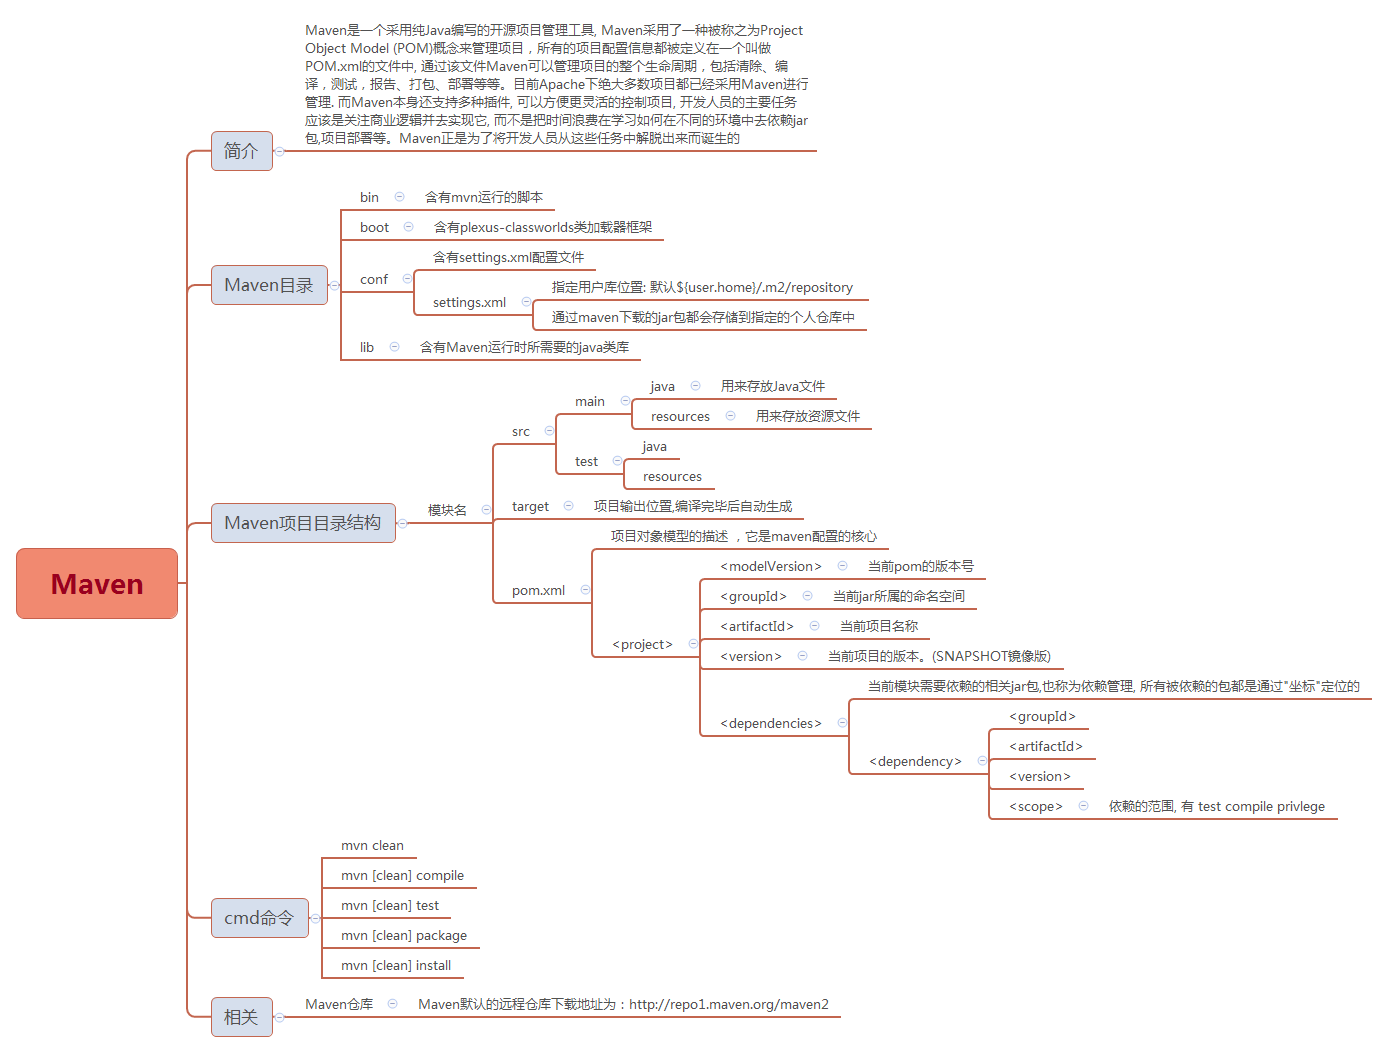 Maven是一个采用纯Java编写的开源项目管理工具, Maven采用了一种被称之为Project
Object Model (POM)概念来管理项目，所有的项目配置信息都被定义在一个叫做
POM.xml的文件中, 通过该文件Maven可以管理项目的整个生命周期，包括清除、编
译，测试，报告、打包、部署等等。目前Apache下绝大多数项目都已经采用Maven进行
管理. 而Maven本身还支持多种插件, 可以方便更灵活的控制项目, 开发人员的主要任务
应该是关注商业逻辑并去实现它, 而不是把时间浪费在学习如何在不同的环境中去依赖jar
包,项目部署等。Maven正是为了将开发人员从这些任务中解脱出来而诞生的
简介
bin 含有mvn运行的脚本
boot 含有plexus-classworlds类加载器框架
含有settings.xml配置文件
conf
Maven目录
指定用户库位置: 默认${user.home}/.m2/repository
settings.xml
通过maven下载的jar包都会存储到指定的个人仓库中
lib 含有Maven运行时所需要的java类库
java 用来存放Java文件
main
resources 用来存放资源文件
src
java
test
resources
模块名
target 项目输出位置,编译完毕后自动生成
Maven项目目录结构
项目对象模型的描述 ，它是maven配置的核心
pom.xml
<modelVersion> 当前pom的版本号
<groupId> 当前jar所属的命名空间
<artifactId> 当前项目名称
<project>
<version> 当前项目的版本。(SNAPSHOT镜像版)
当前模块需要依赖的相关jar包,也称为依赖管理, 所有被依赖的包都是通过"坐标"定位的
<dependencies>
<groupId>
<artifactId>
<dependency>
<version>
<scope> 依赖的范围, 有 test compile privlege
Maven
mvn clean
mvn [clean] compile
mvn [clean] test
cmd命令
mvn [clean] package
mvn [clean] install
Maven仓库 Maven默认的远程仓库下载地址为：http://repo1.maven.org/maven2
相关